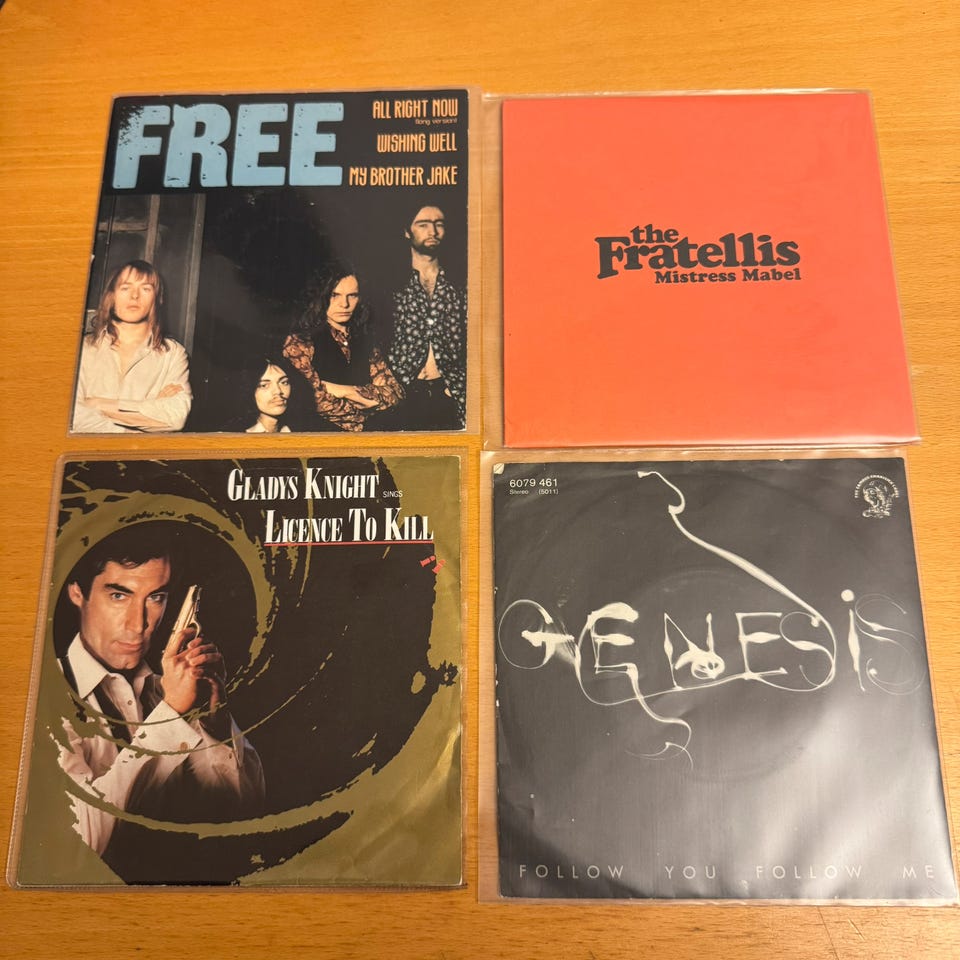 FREE
ALL RIGHT NOW
(long version)
WISHING WELL
MY BROTHER JAKE
the
Fratellis
Mistress Mabel
GLADYS KNIGHT SINGS
LICENCE TO KILL
6079 461
Stereo (5011)
GENESIS
FOLLOW YOU FOLLOW ME